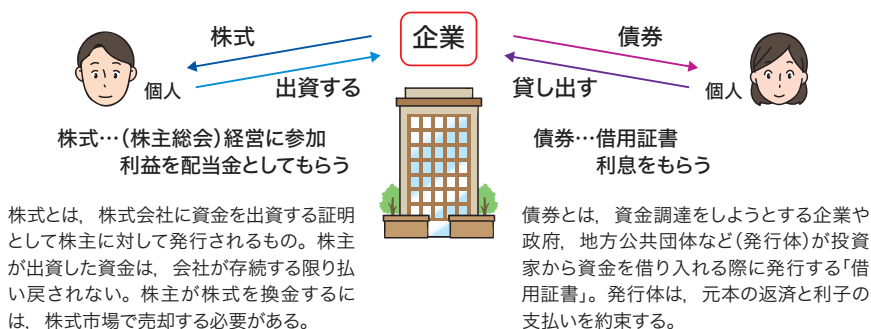 株式
企業
債券
個人
出資する
貸し出す
個人
株式…（株主総会）経営に参加
利益を配当金としてもらう
債券…借用証書
利息をもらう
株式とは，株式会社に資金を出資する証明
として株主に対して発行されるもの。株主
が出資した資金は，会社が存続する限り払
い戻されない。株主が株式を換金するに
は，株式市場で売却する必要がある。
債券とは，資金調達をしようとする企業や
政府，地方公共団体など（発行体）が投資
家から資金を借り入れる際に発行する「借
用証書」。発行体は，元本の返済と利子の
支払いを約束する。